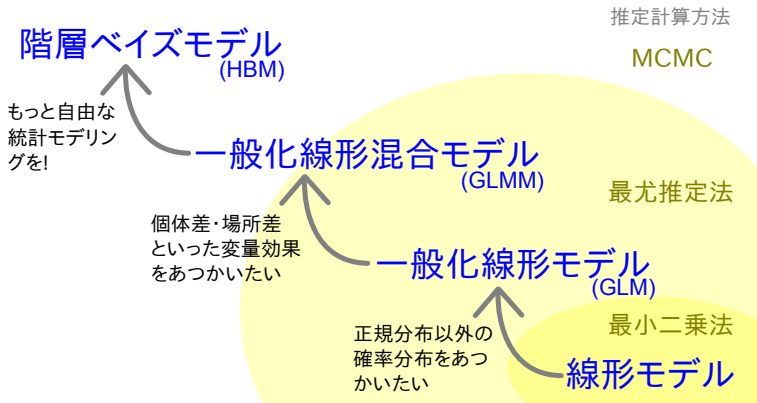 推定計算方法
階層ベイズモデル
(HBM)
MCMC
もっと自由な
統計モデリン
グを!
一般化線形混合モデル
(GLMM)
最尤推定法
個体差・場所差
といった変量効果
をあつかいたい
一般化線形モデル
(GLM)
最小二乗法
正規分布以外の
確率分布をあつ
かいたい
線形モデル